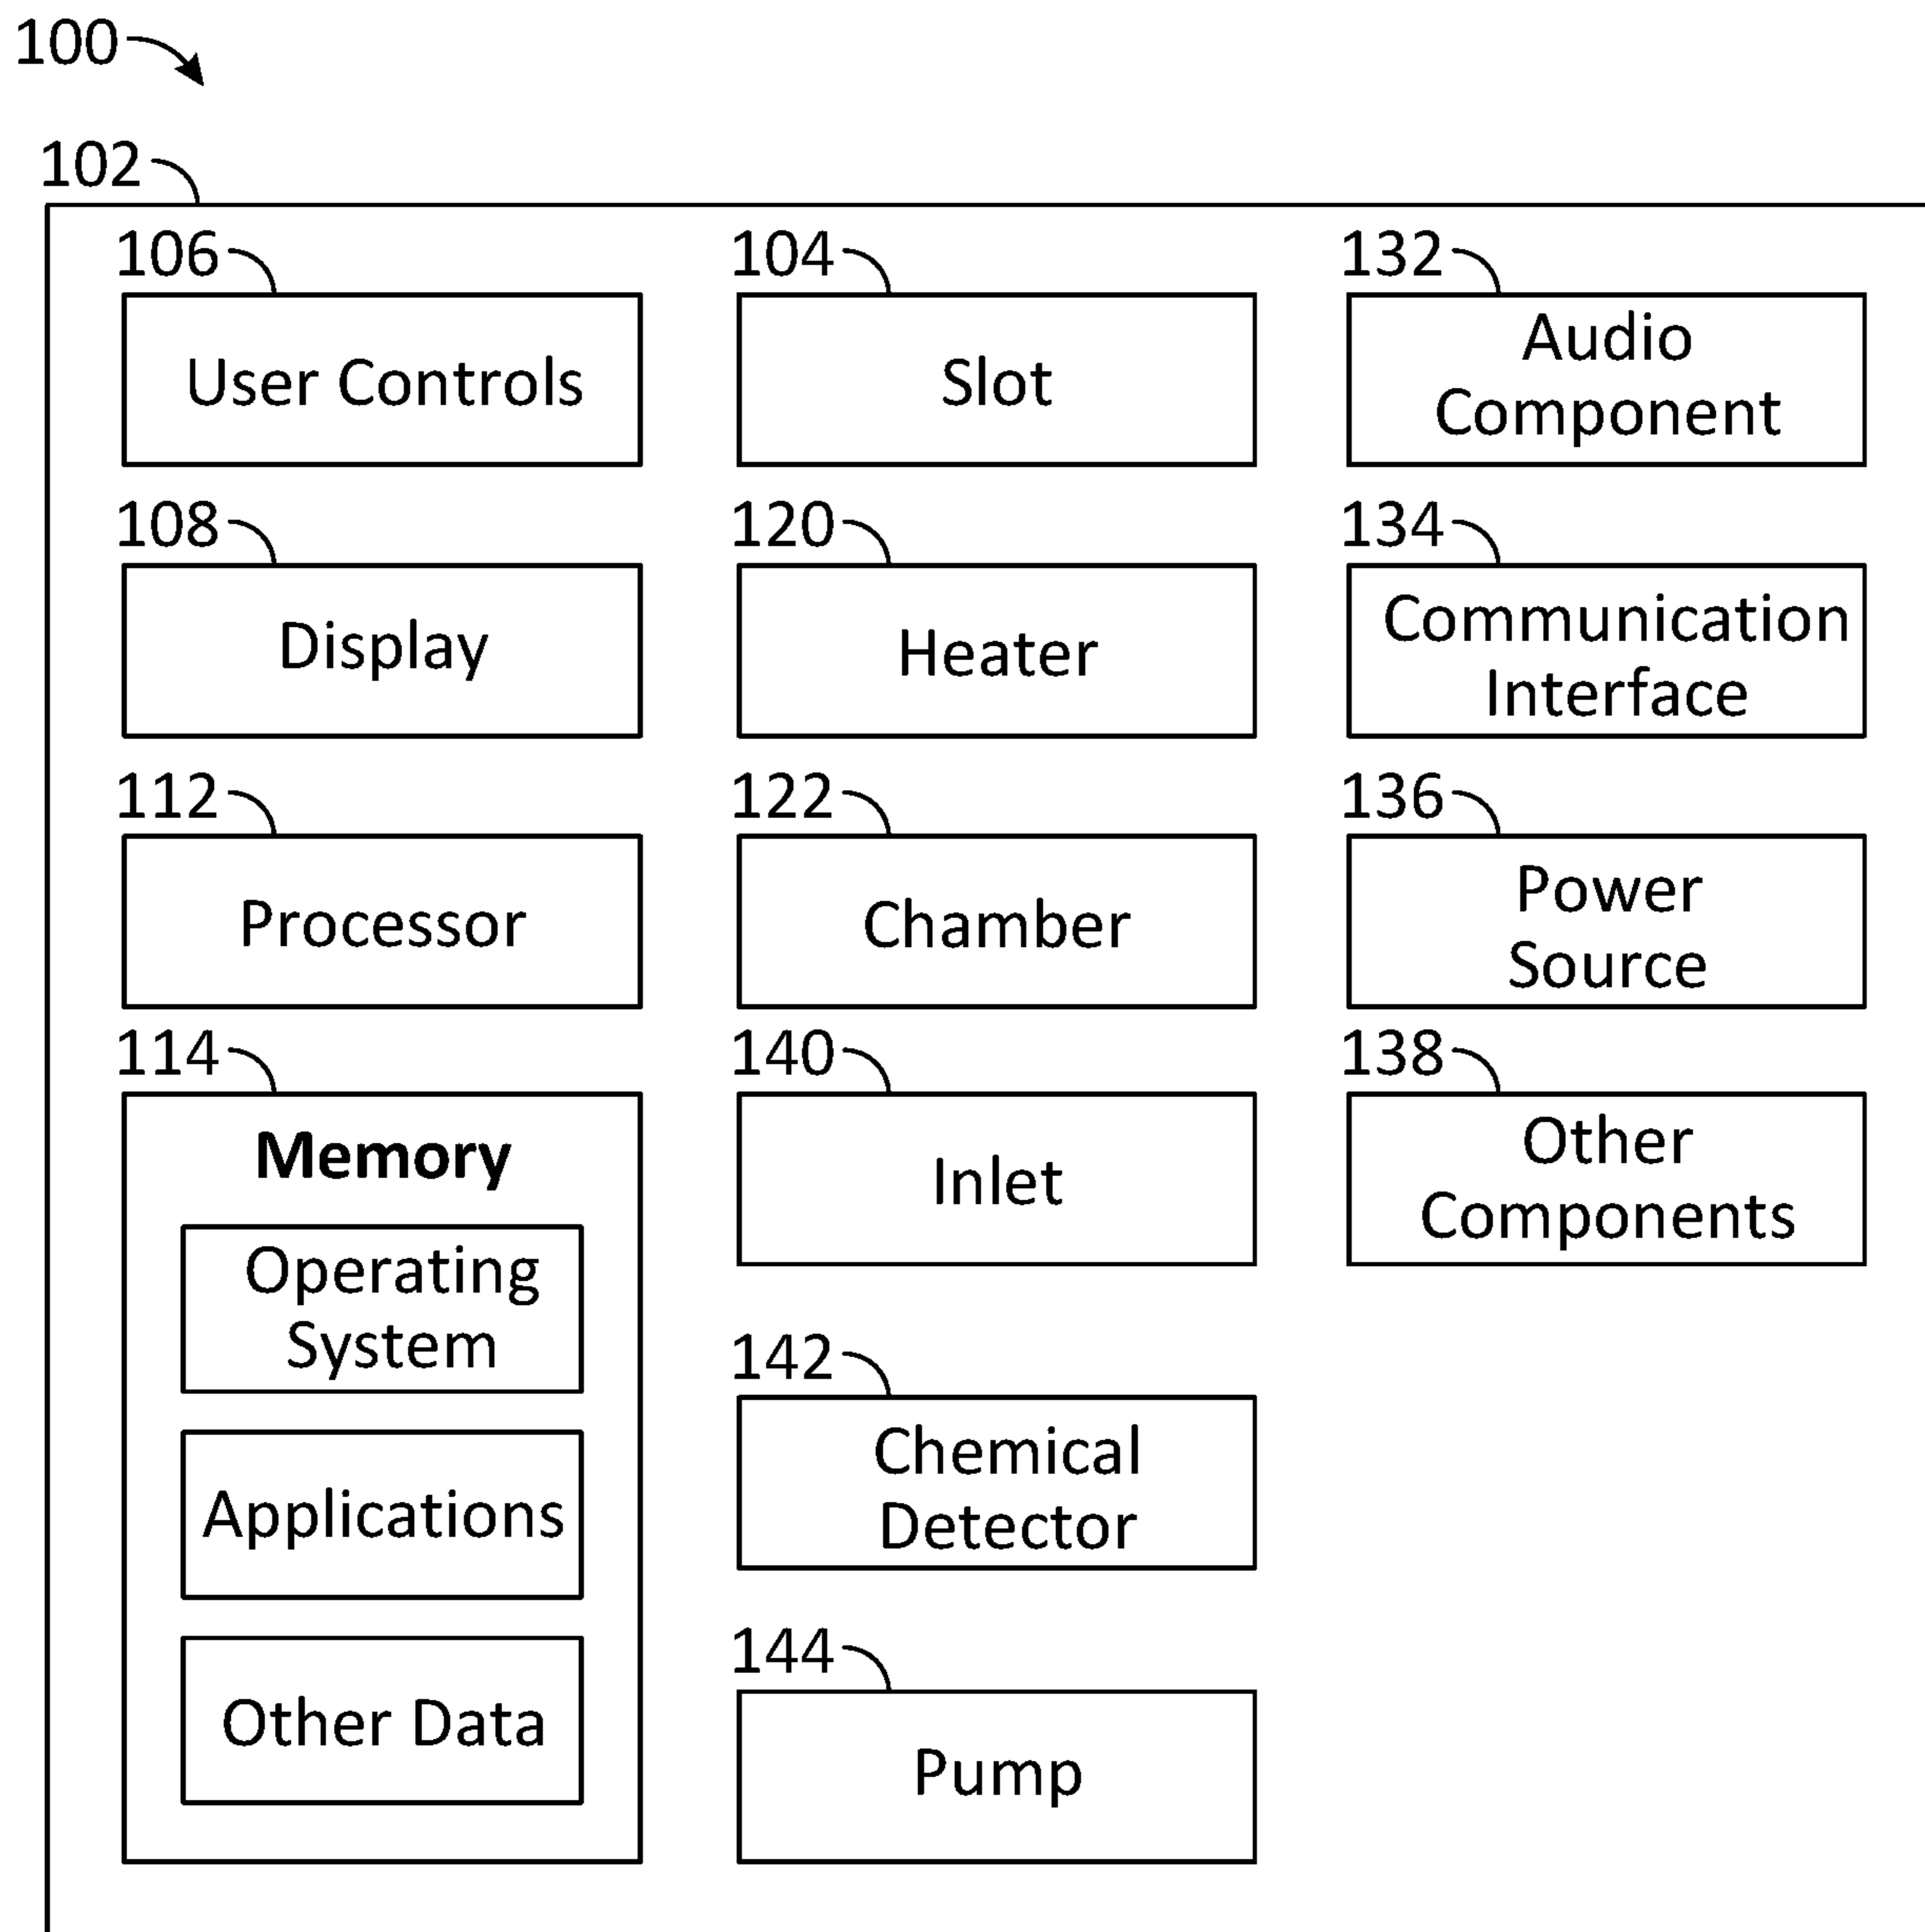 100
102
106
User Controls
104
Slot
132
Audio
Component
108
Display
120
Heater
134
Communication
Interface
112
Processor
122
Chamber
136
Power
Source
114
Memory
Operating
System
Applications
Other Data
140
Inlet
138
Other
Components
142
Chemical
Detector
144
Pump